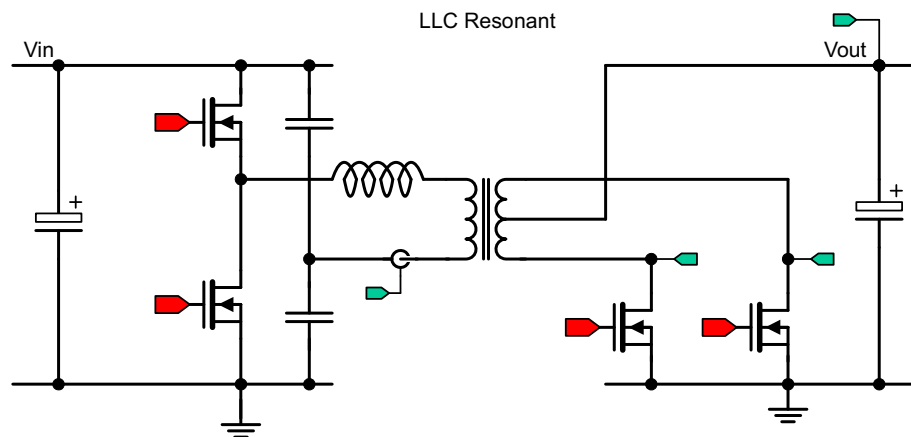 LLC Resonant
Vin
Vout
+
+